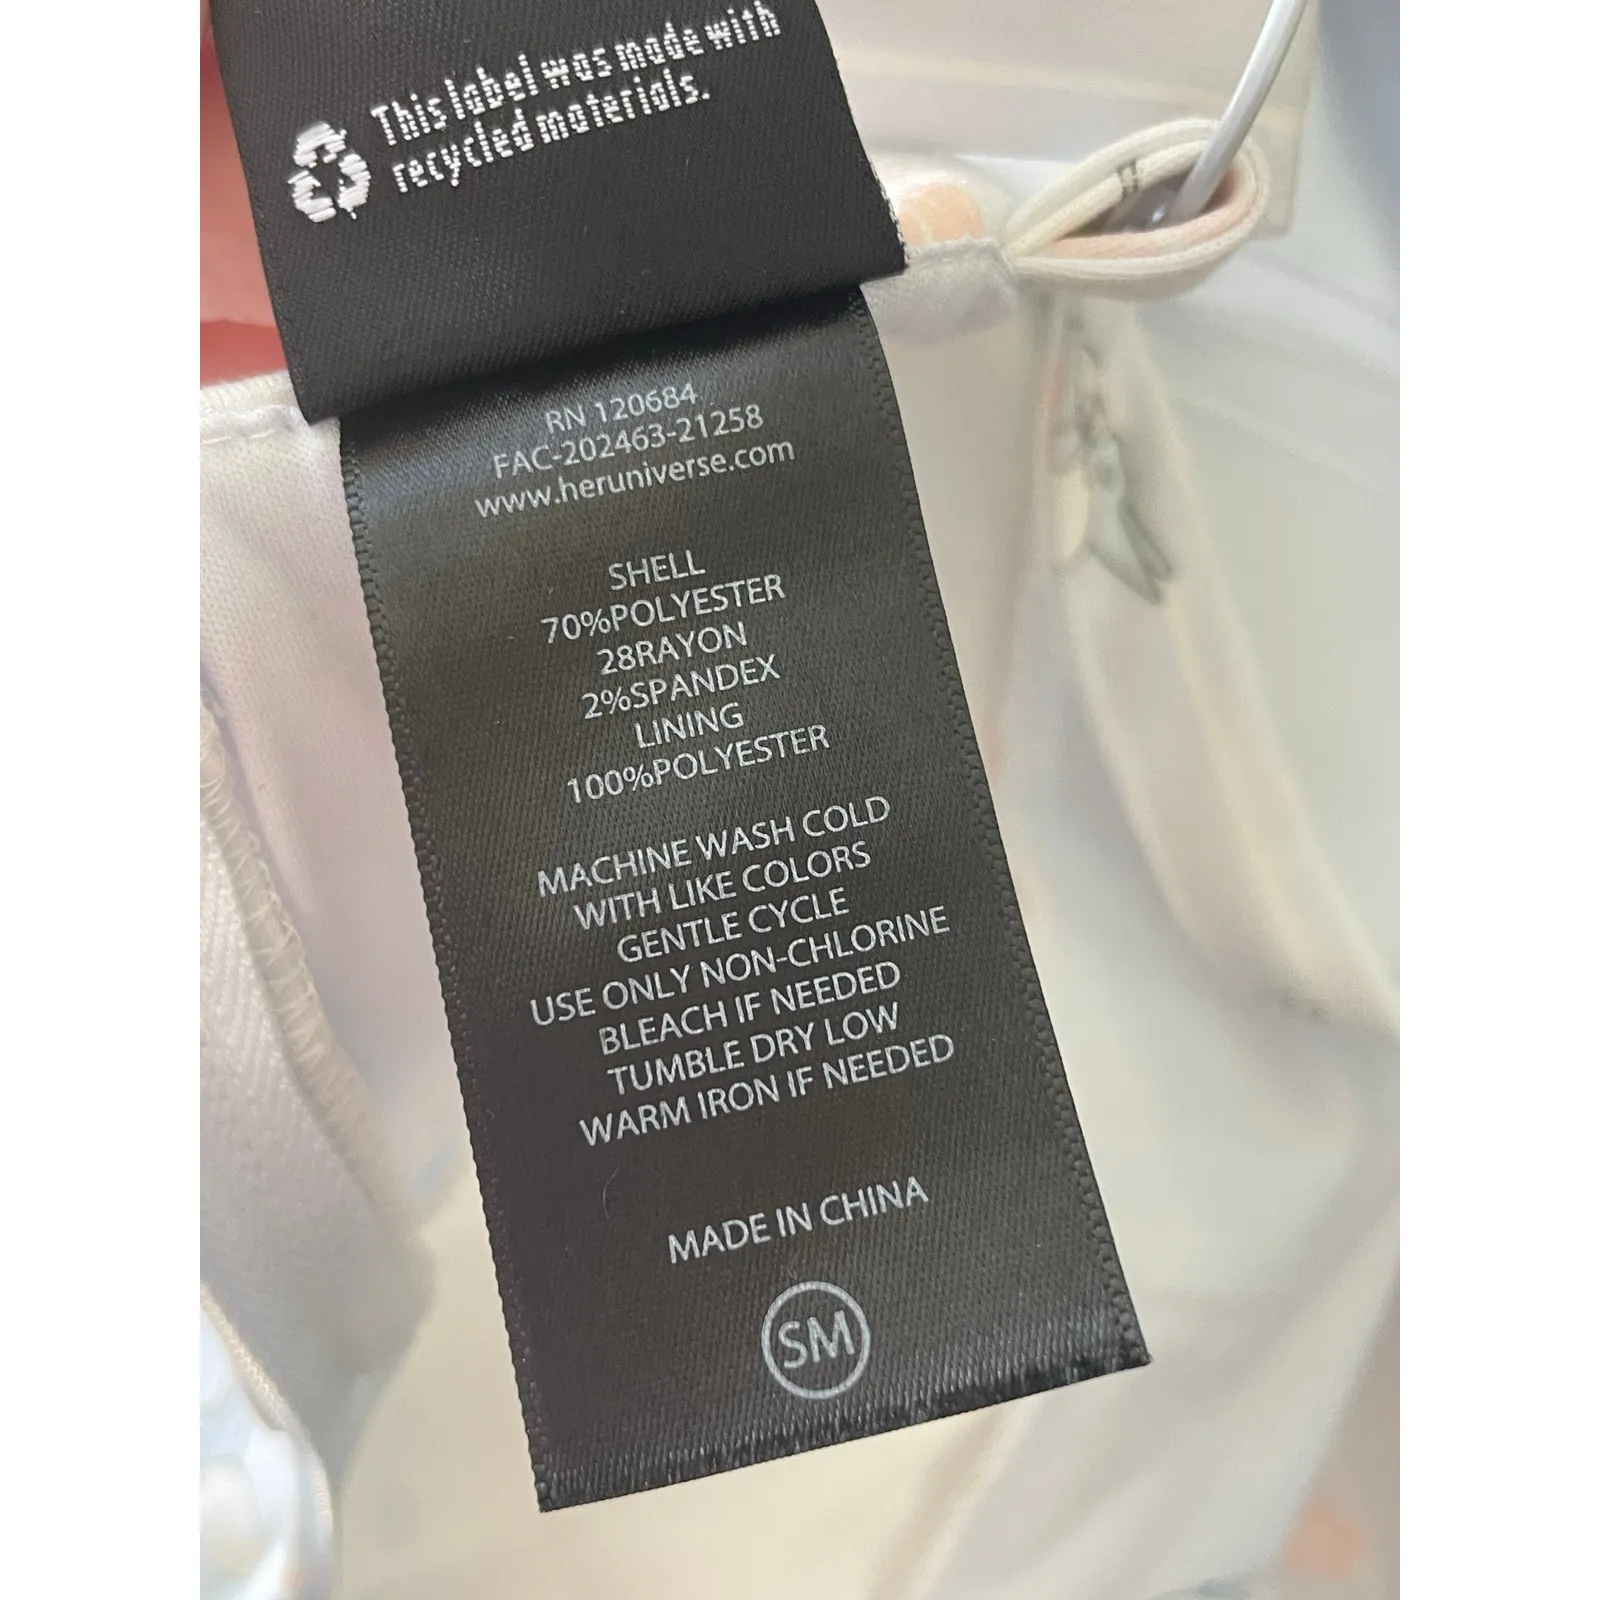 This label was made with
recycled materials.
RN 120684
FAC-202463-21258
www.heruniverse.com
SHELL
70%POLYESTER
28RAYON
2%SPANDEX
LINING
100%POLYESTER
MACHINE WASH COLD
WITH LIKE COLORS
GENTLE CYCLE
USE ONLY NON-CHLORINE
BLEACH IF NEEDED
TUMBLE DRY LOW
WARM IRON IF NEEDED
MADE IN CHINA
SM